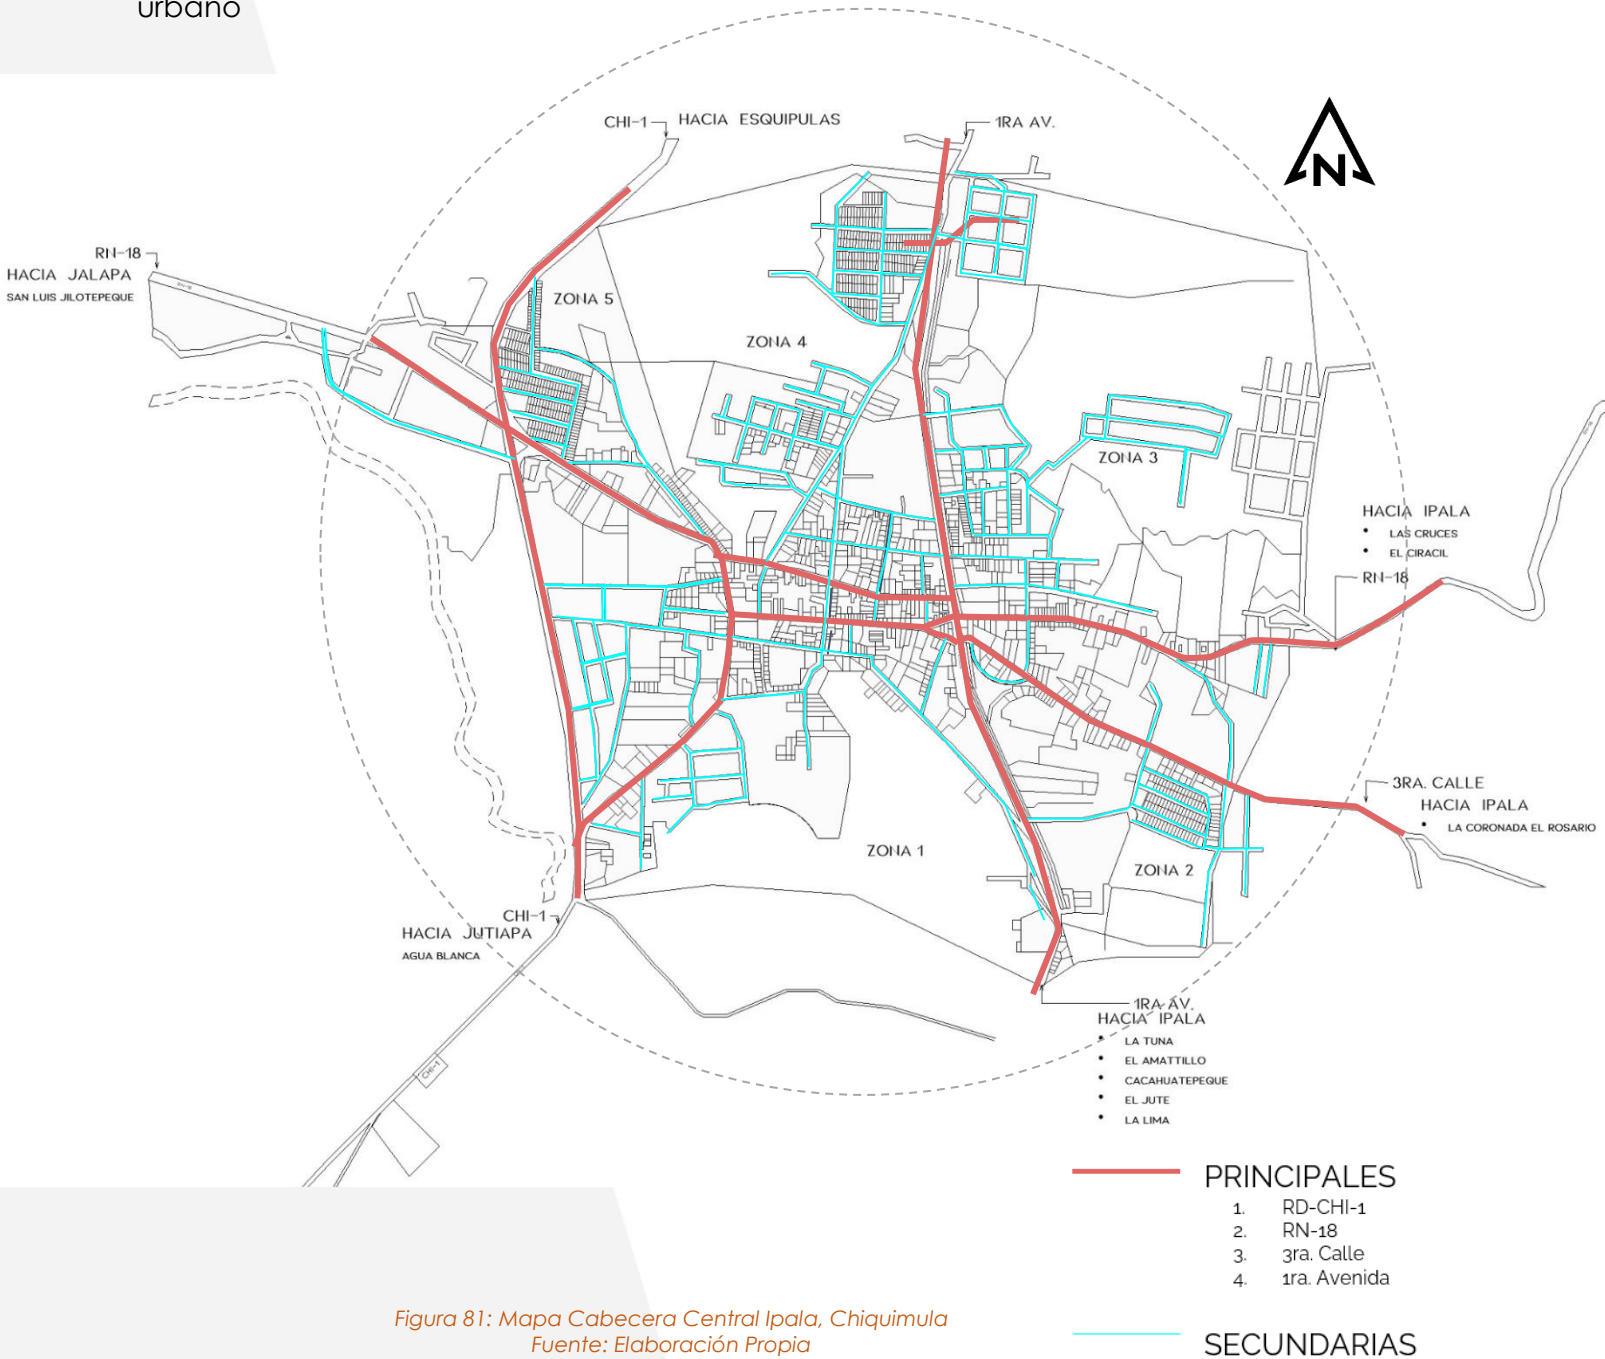 urbano
CHI-1
HACIA ESQUIPULAS
1RA AV.
N
RN-18
HACIA JALAPA
SAN LUIS JILOTEPEQUE
ZONA 5
ZONA 4
ZONA 3
HACIA IPALA
• LAS CRUCES
• EL CIRACIL
RN-18
3RA. CALLE
HACIA IPALA
• LA CORONADA EL ROSARIO
ZONA 1
ZONA 2
CHI-1
HACIA JUTIAPA
AGUA BLANCA
1RA AV.
HACIA IPALA
• LA TUNA
• EL AMATTILLO
• CACAHUATEPEQUE
• EL JUTE
• LA LIMA
CHI-1
PRINCIPALES
1. RD-CHI-1
2. RN-18
3. 3ra. Calle
4. 1ra. Avenida
SECUNDARIAS
Figura 81: Mapa Cabecera Central Ipala, Chiquimula
Fuente: Elaboración Propia